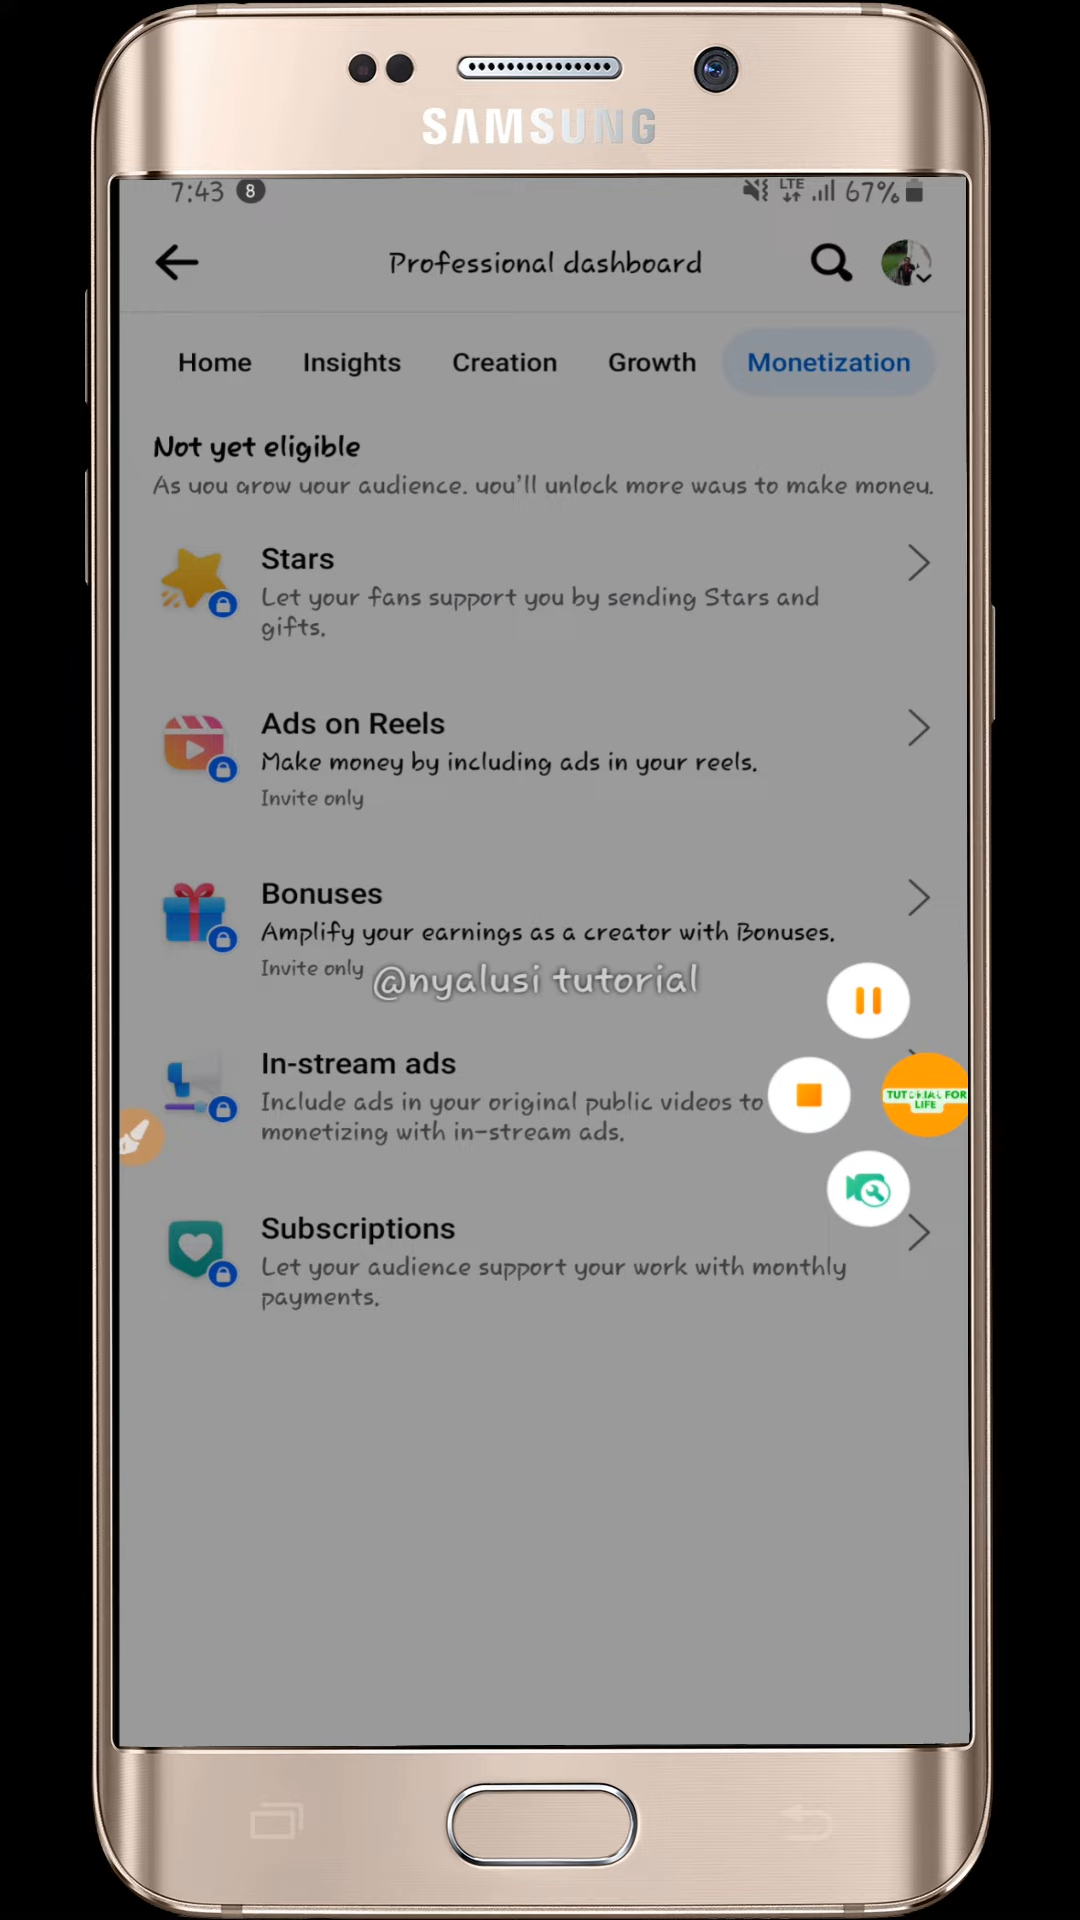 SAMSUNG
7:43 8 LTE 67%
Professional dashboard
Home Insights Creation Growth Monetization
Not yet eligible
As you grow your audience, you'll unlock more ways to make money.
Stars
Let your fans support you by sending Stars and
gifts.
Ads on Reels
Make money by including ads in your reels.
Invite only
Bonuses
Amplify your earnings as a creator with Bonuses.
Invite only
@nyalusi tutorial
In-stream ads
Include ads in your original public videos to
monetizing with in-stream ads.
TUTORIAL FOR
LIFE
Subscriptions
Let your audience support your work with monthly
payments.